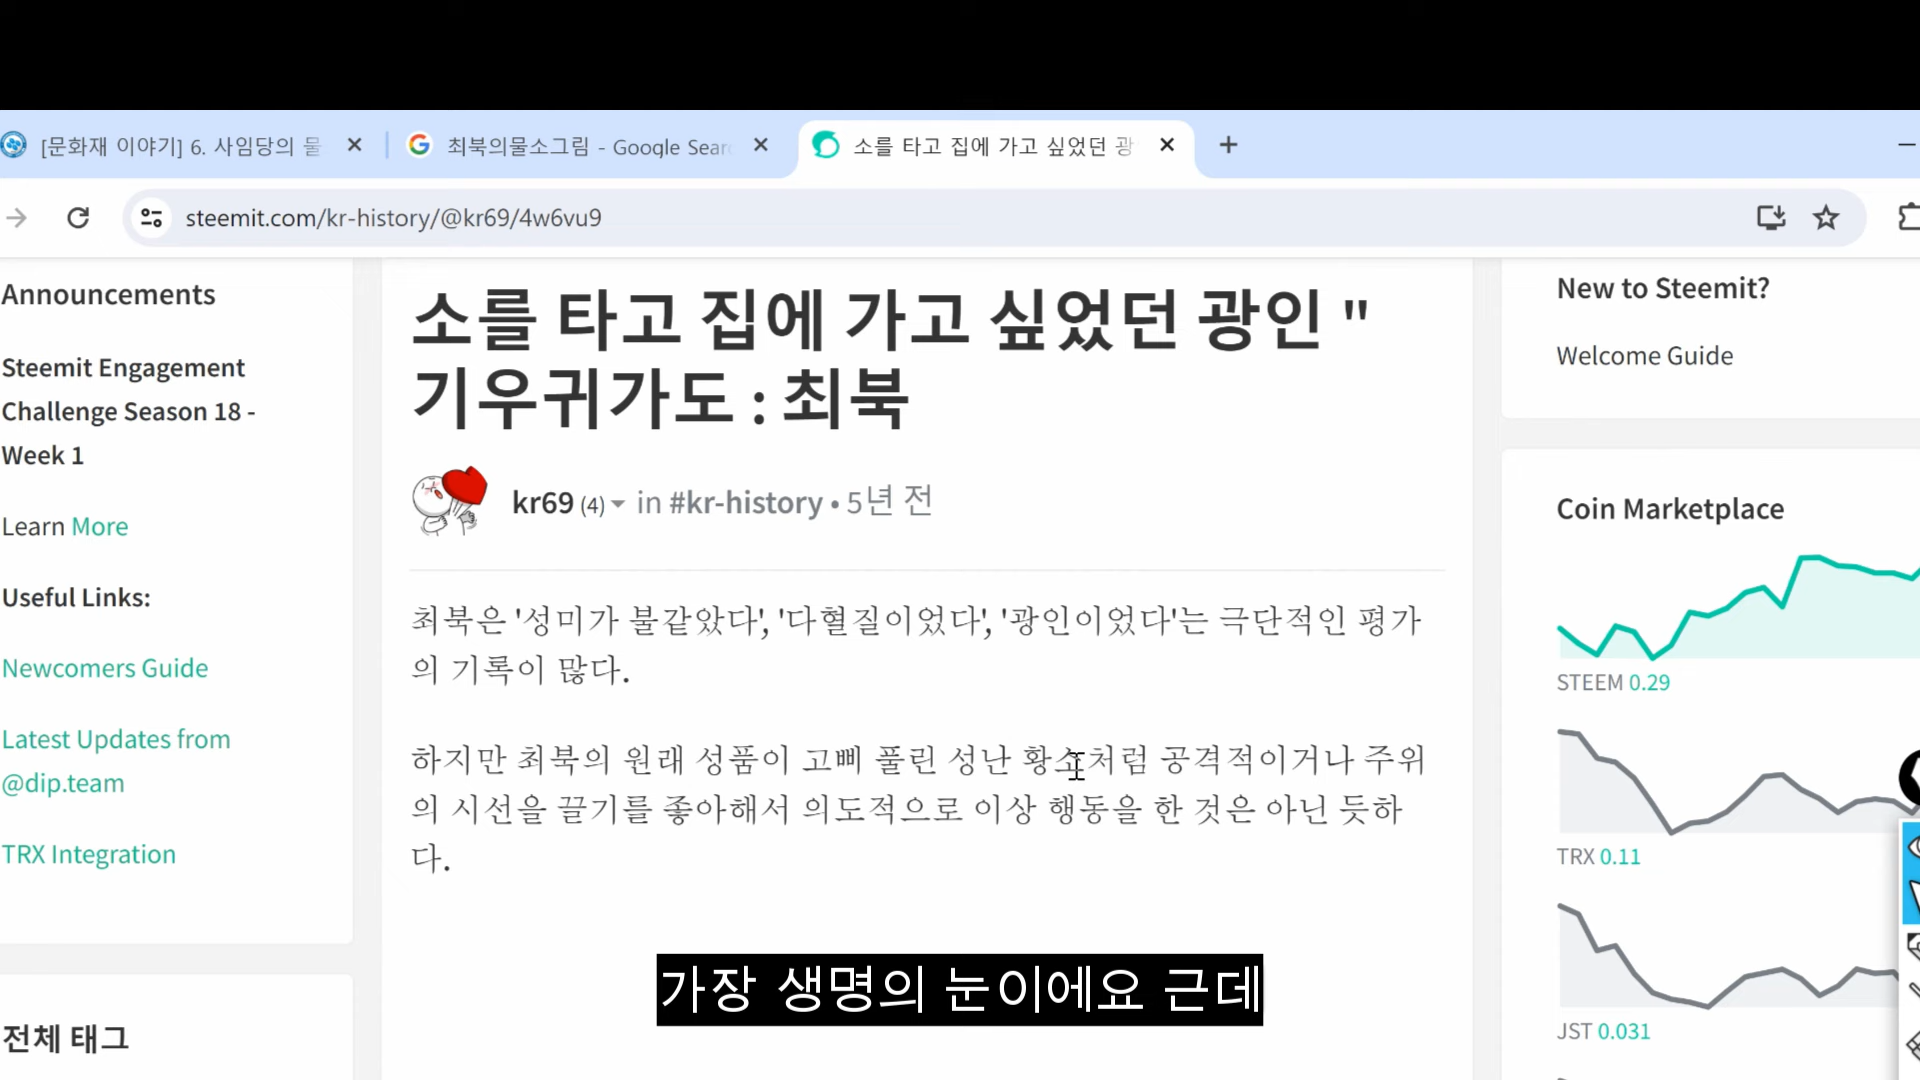 [문화재 이야기] 6. 사임당의 물
최북의물소그림 - Google Sear
소를 타고 집에 가고 싶었던 광
steemit.com/kr-history/@kr69/4w6vu9
Announcements
Steemit Engagement
Challenge Season 18 -
Week 1
Learn More
Useful Links:
Newcomers Guide
Latest Updates from
@dip.team
TRX Integration
전체 태그
소를 타고 집에 가고 싶었던 광인 "
기우귀가도 : 최북
kr69 (4) in #kr-history • 5년 전
최북은 '성미가 불같았다', '다혈질이었다', '광인이었다'는 극단적인 평가
의 기록이 많다.
하지만 최북의 원래 성품이 고삐 풀린 성난 황소처럼 공격적이거나 주위
의 시선을 끌기를 좋아해서 의도적으로 이상 행동을 한 것은 아닌 듯하
다.
가장 생명의 눈이에요 근데
New to Steemit?
Welcome Guide
Coin Marketplace
STEEM 0.29
TRX 0.11
JST 0.031